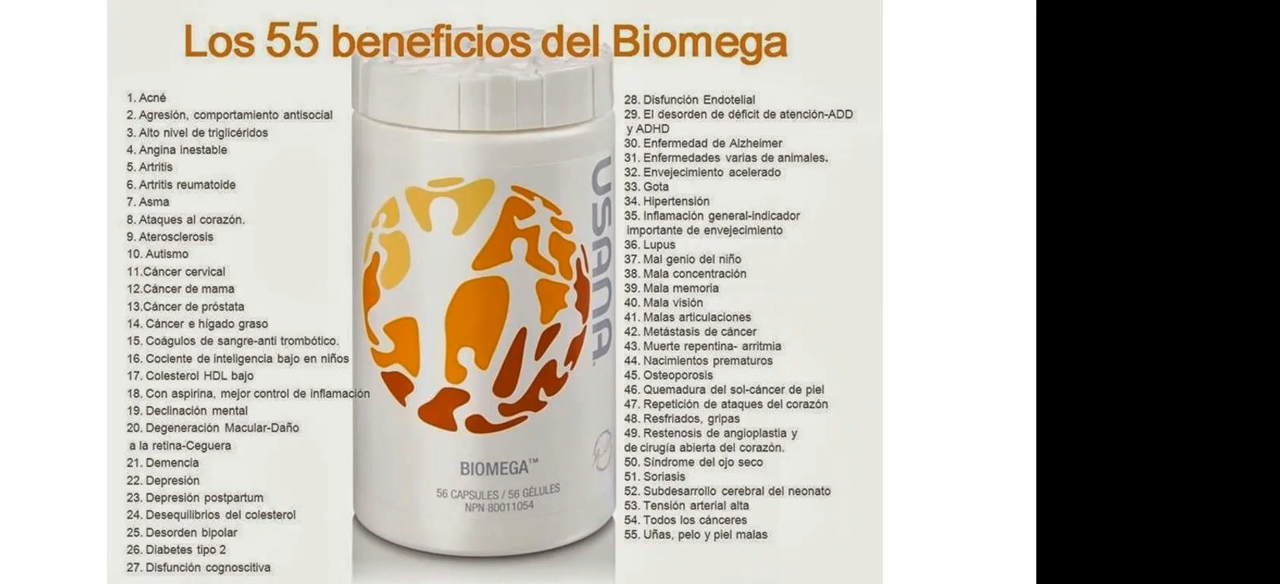 Los 55 beneficios del Biomega
1. Acné
2. Agresión, comportamiento antisocial
3. Alto nivel de triglicéridos
4. Angina inestable
5. Artritis
6. Artritis reumatoide
7. Asma
8. Ataques al corazón.
9. Aterosclerosis
10. Autismo
11.Cáncer cervical
12.Cáncer de mama
13.Cáncer de próstata
14. Cáncer e hígado graso
15. Coágulos de sangre-anti trombótico.
16. Cociente de inteligencia bajo en niños
17. Colesterol HDL bajo
18. Con aspirina, mejor control de inflamación
19. Declinación mental
20. Degeneración Macular-Daño
a la retina-Ceguera
21. Demencia
22. Depresión
23. Depresión postpartum
24. Desequilibrios del colesterol
25. Desorden bipolar
26. Diabetes tipo 2
27. Disfunción cognoscitiva
USANA
BIOMEGA™
56 CAPSULES / 56 GÉLULES
NPN 80011054
28. Disfunción Endotelial
29. El desorden de déficit de atención-ADD
y ADHD
30. Enfermedad de Alzheimer
31. Enfermedades varias de animales.
32. Envejecimiento acelerado
33. Gota
34. Hipertensión
35. Inflamación general-indicador
importante de envejecimiento
36. Lupus
37. Mal genio del niño
38. Mala concentración
39. Mala memoria
40. Mala visión
41. Malas articulaciones
42. Metástasis de cáncer
43. Muerte repentina- arritmia
44. Nacimientos prematuros
45. Osteoporosis
46. Quemadura del sol-cáncer de piel
47. Repetición de ataques del corazón
48. Resfriados, gripas
49. Restenosis de angioplastia y
de cirugía abierta del corazón.
50. Síndrome del ojo seco
51. Soriasis
52. Subdesarrollo cerebral del neonato
53. Tensión arterial alta
54. Todos los cánceres
55. Uñas, pelo y piel malas